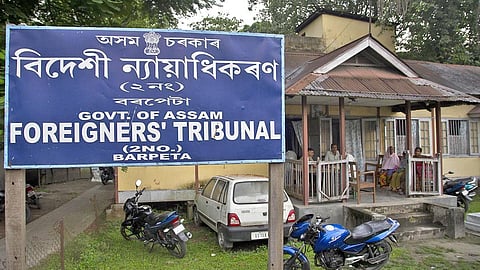 অসম চৰকাৰ
বিদেশী ন্যায়াধিকৰণ
(২ নং)
বৰপেটা
GOVT. OF ASSAM
FOREIGNERS' TRIBUNAL
(2NO.)
BARPETA